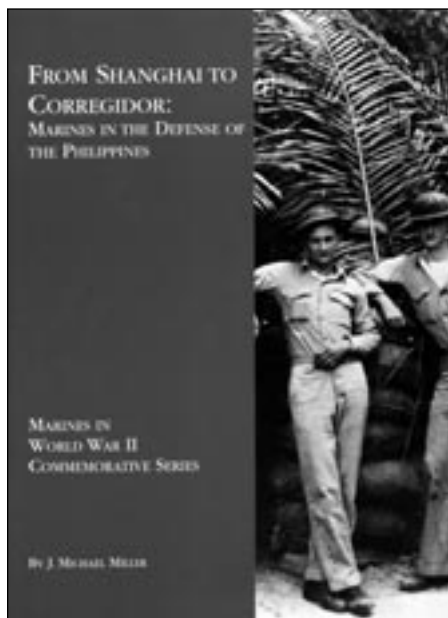 FROM SHANGHAI TO
CORREGIDOR:
MARINES IN THE DEFENSE OF
THE PHILIPPINES
MARINES IN
WORLD WAR II
COMMEMORATIVE SERIES
BY J. MICHAEL MILLER